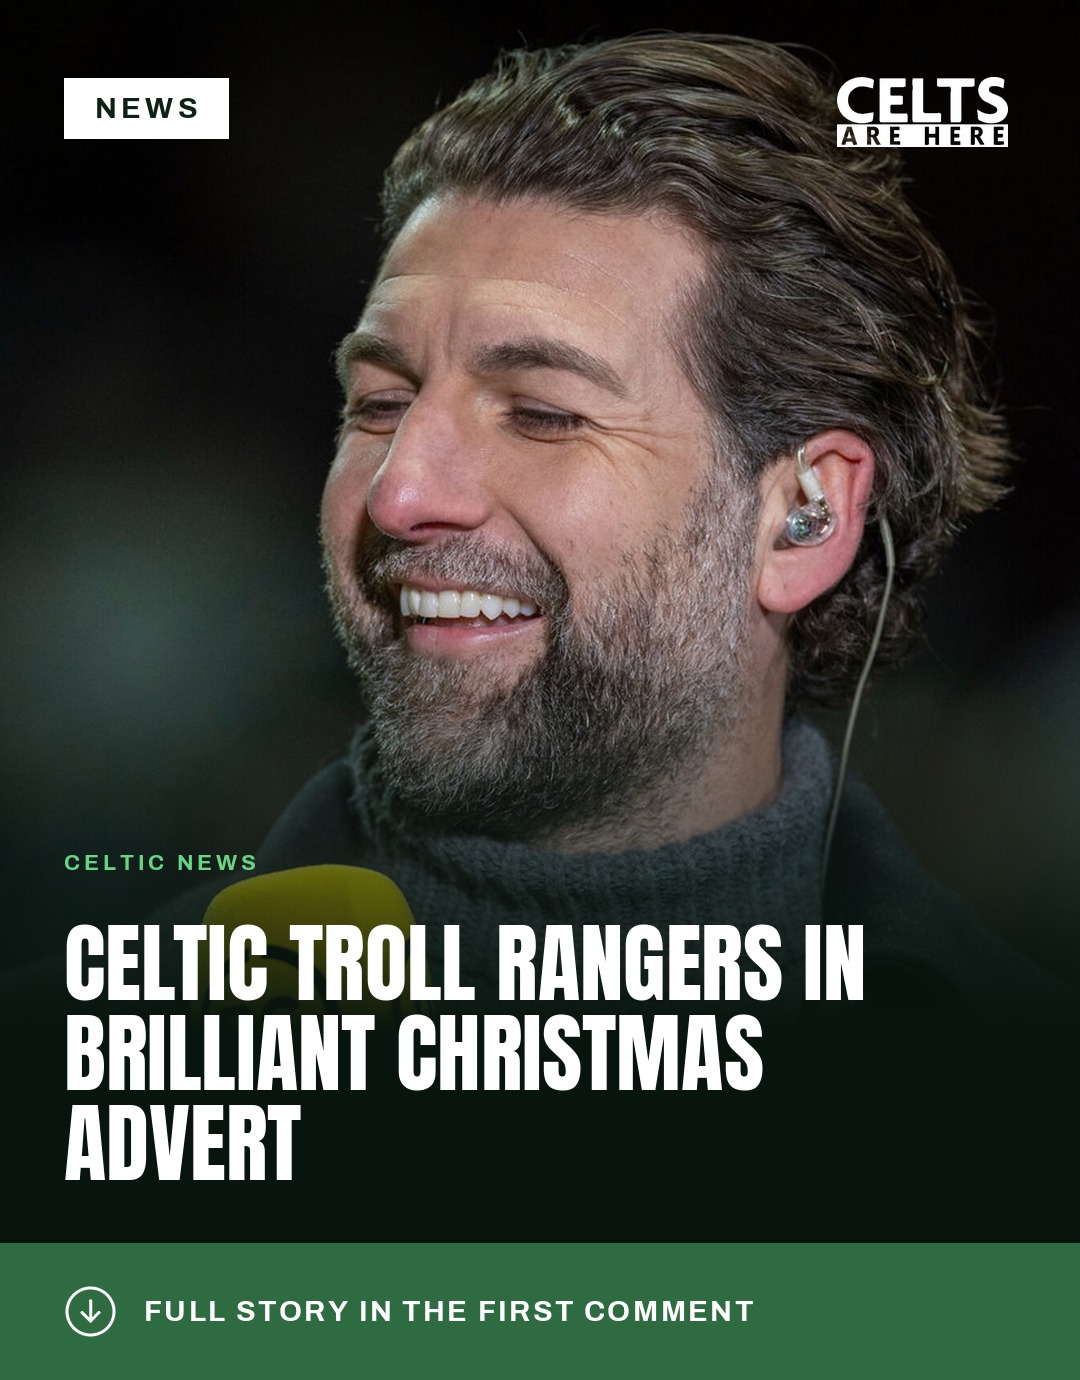 NEWS
CELTS
ARE HERE
CELTIC NEWS
CELTIC TROLL RANGERS IN
BRILLIANT CHRISTMAS
ADVERT
FULL STORY IN THE FIRST COMMENT